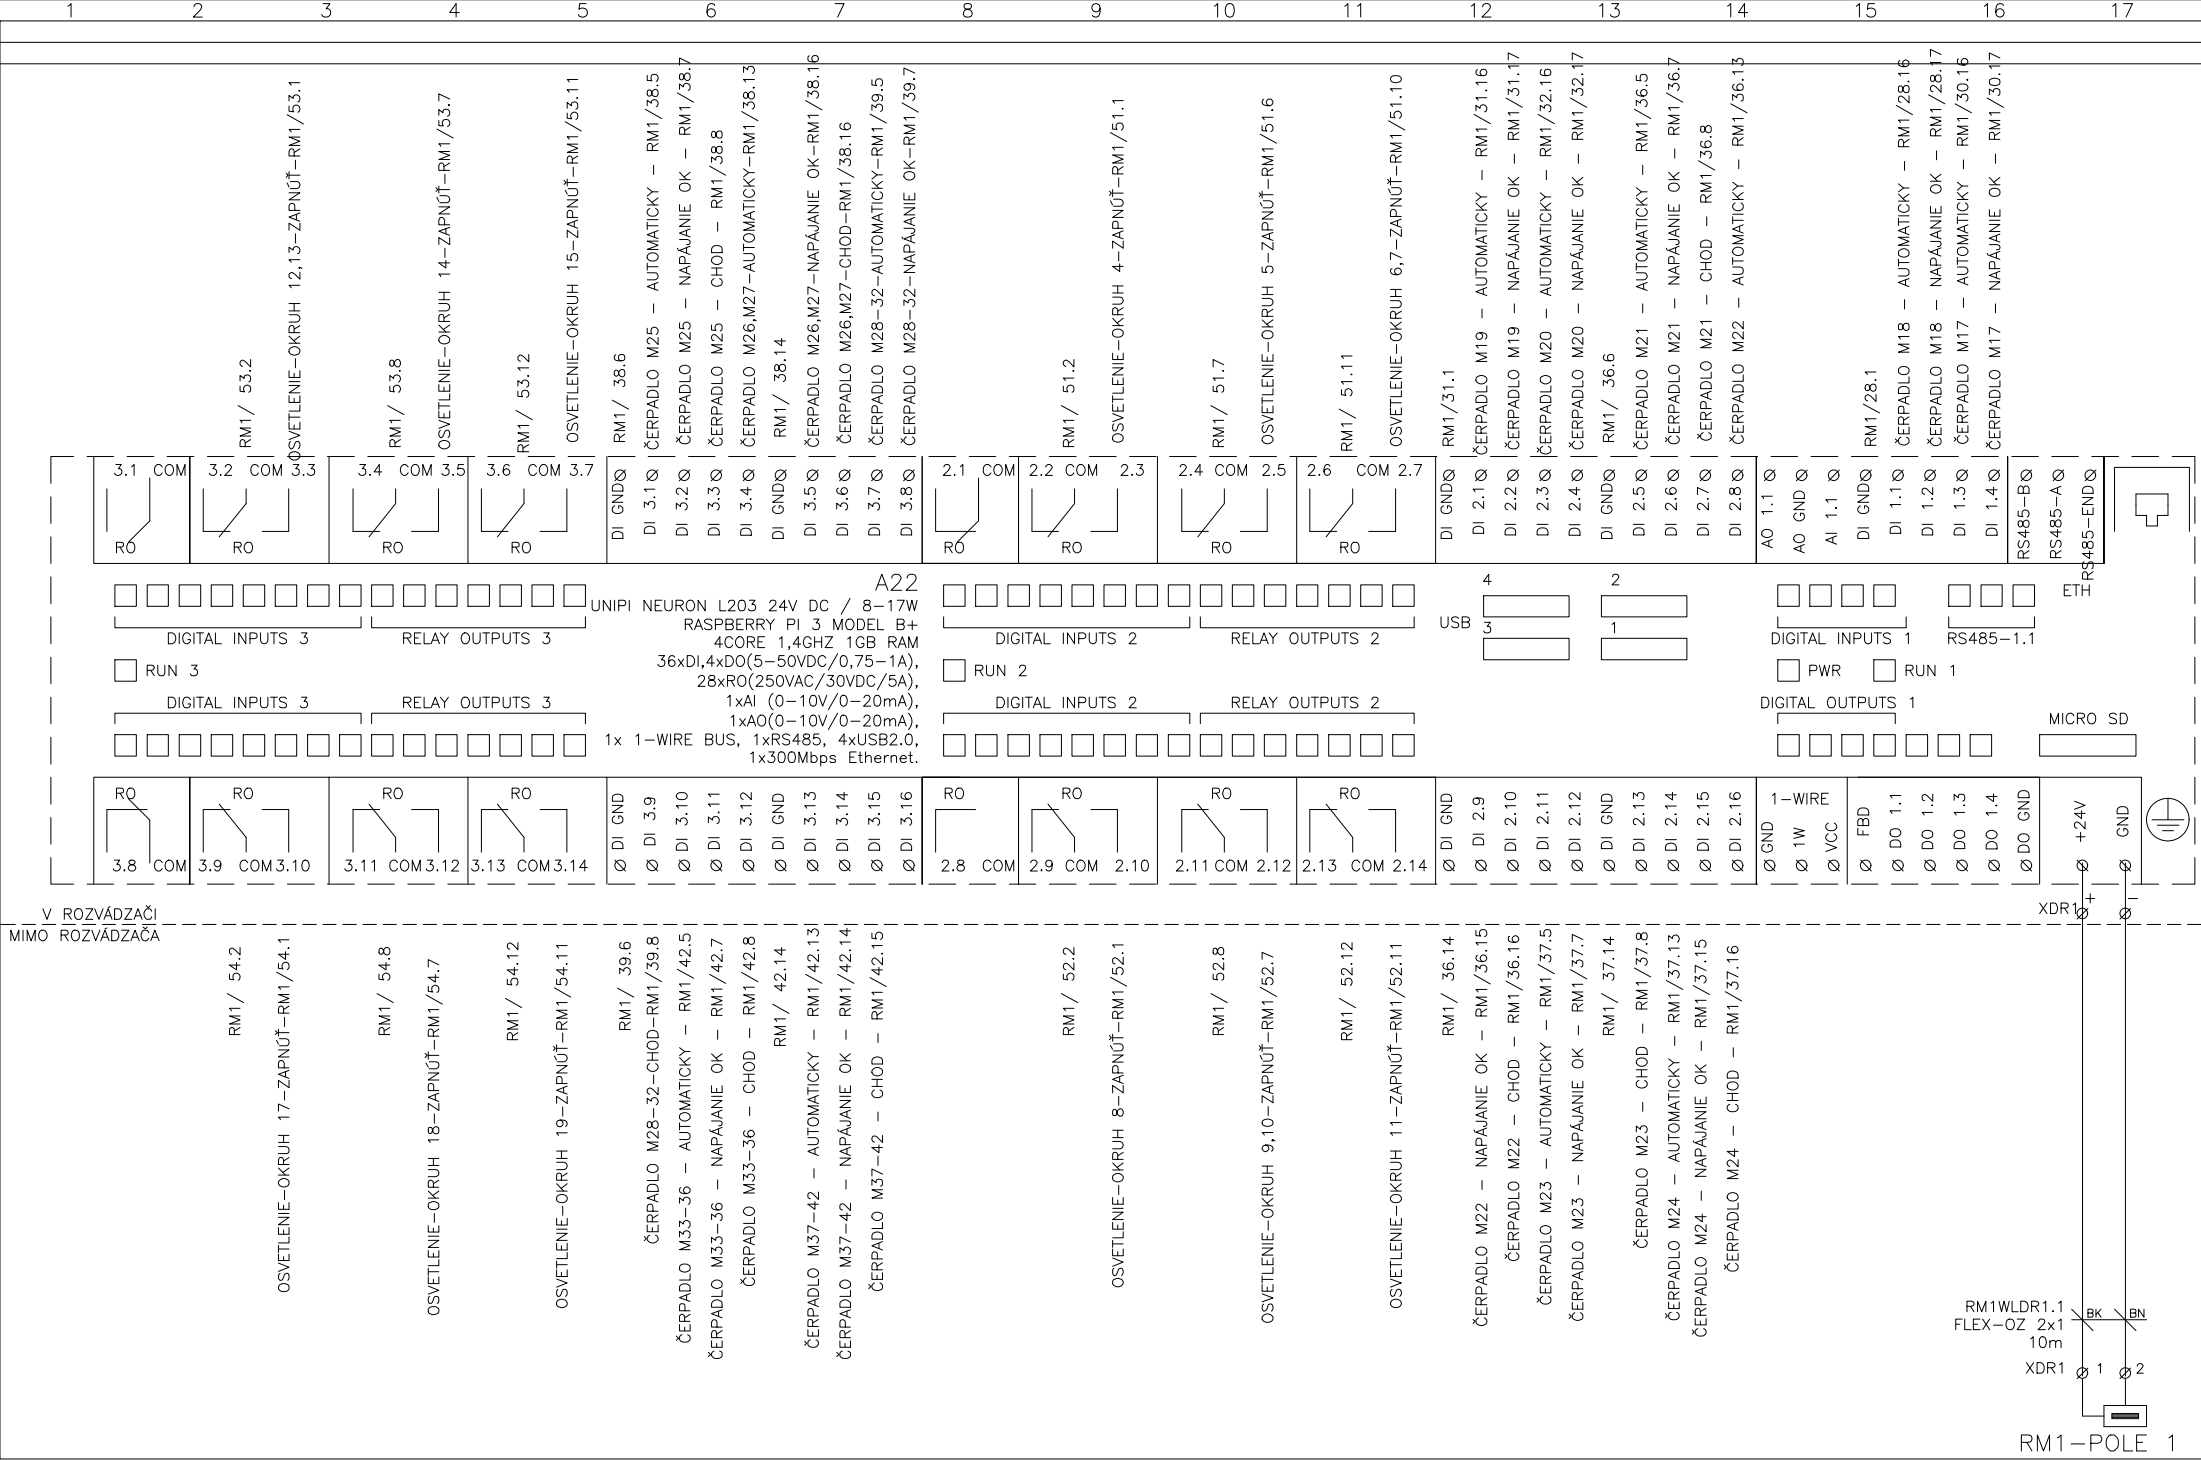 1 2 3 4 5 6 7 8 9 10 11 12 13 14 15 16 17
RM1/ 53.2
OSVETLENIE-OKRUH 12,13-ZAPNÚŤ-RM1/53.1
RM1/ 53.8
OSVETLENIE-OKRUH 14-ZAPNÚŤ-RM1/53.7
RM1/ 53.12
OSVETLENIE-OKRUH 15-ZAPNÚŤ-RM1/53.11
RM1/ 38.6
ČERPADLO M25 - AUTOMATICKY - RM1/38.5
ČERPADLO M25 - NAPÁJANIE OK - RM1/38.7
ČERPADLO M25 - CHOD - RM1/38.8
ČERPADLO M26,M27-AUTOMATICKY-RM1/38.13
RM1/ 38.14
ČERPADLO M26,M27-NAPÁJANIE OK-RM1/38.16
ČERPADLO M26,M27-CHOD-RM1/38.16
ČERPADLO M28-32-AUTOMATICKY-RM1/39.5
ČERPADLO M28-32-NAPÁJANIE OK-RM1/39.7
RM1/ 51.2
OSVETLENIE-OKRUH 4-ZAPNÚŤ-RM1/51.1
RM1/ 51.7
OSVETLENIE-OKRUH 5-ZAPNÚŤ-RM1/51.6
RM1/ 51.11
OSVETLENIE-OKRUH 6,7-ZAPNÚŤ-RM1/51.10
RM1/31.1
ČERPADLO M19 - AUTOMATICKY - RM1/31.16
ČERPADLO M19 - NAPÁJANIE OK - RM1/31.17
ČERPADLO M20 - AUTOMATICKY - RM1/32.16
ČERPADLO M20 - NAPÁJANIE OK - RM1/32.17
RM1/ 36.6
ČERPADLO M21 - AUTOMATICKY - RM1/36.5
ČERPADLO M21 - NAPÁJANIE OK - RM1/36.7
ČERPADLO M21 - CHOD - RM1/36.8
ČERPADLO M22 - AUTOMATICKY - RM1/36.13
RM1/28.1
ČERPADLO M18 - AUTOMATICKY - RM1/28.16
ČERPADLO M18 - NAPÁJANIE OK - RM1/28.17
ČERPADLO M17 - AUTOMATICKY - RM1/30.16
ČERPADLO M17 - NAPÁJANIE OK - RM1/30.17
3.1 COM 3.2 COM 3.3 3.4 COM 3.5 3.6 COM 3.7
RO RO RO RO
DI GND
DI 3.1
DI 3.2
DI 3.3
DI 3.4
DI GND
DI 3.5
DI 3.6
DI 3.7
DI 3.8
2.1 COM 2.2 COM 2.3 2.4 COM 2.5 2.6 COM 2.7
RO RO RO RO
DI GND
DI 2.1
DI 2.2
DI 2.3
DI 2.4
DI GND
DI 2.5
DI 2.6
DI 2.7
DI 2.8
AO 1.1
AO GND
AI 1.1
DI GND
DI 1.1
DI 1.2
DI 1.3
DI 1.4
RS485-B
RS485-A
RS485-END
ETH
A22
UNIPI NEURON L203 24V DC / 8-17W
RASPBERRY PI 3 MODEL B+
4CORE 1,4GHZ 1GB RAM
36xDI,4xDO(5-50VDC/0,75-1A),
28xRO(250VAC/30VDC/5A),
1xAI (0-10V/0-20mA),
1xAO(0-10V/0-20mA),
1x 1-WIRE BUS, 1xRS485, 4xUSB2.0,
1x300Mbps Ethernet.
DIGITAL INPUTS 3 RELAY OUTPUTS 3
RUN 3
DIGITAL INPUTS 3 RELAY OUTPUTS 3
DIGITAL INPUTS 2 RELAY OUTPUTS 2
RUN 2
DIGITAL INPUTS 2 RELAY OUTPUTS 2
4 2
USB
3 1
DIGITAL INPUTS 1 RS485-1.1
PWR RUN 1
DIGITAL OUTPUTS 1
MICRO SD
RO RO RO RO
3.8 COM 3.9 COM 3.10 3.11 COM 3.12 3.13 COM 3.14
DI GND
DI 3.9
DI 3.10
DI 3.11
DI 3.12
DI GND
DI 3.13
DI 3.14
DI 3.15
DI 3.16
RO RO RO RO
2.8 COM 2.9 COM 2.10 2.11 COM 2.12 2.13 COM 2.14
DI GND
DI 2.9
DI 2.10
DI 2.11
DI 2.12
DI GND
DI 2.13
DI 2.14
DI 2.15
DI 2.16
1-WIRE
GND
1W
VCC
FBD
DO 1.1
DO 1.2
DO 1.3
DO 1.4
DO GND
+24V
GND
V ROZVÁDZAČI
MIMO ROZVÁDZAČA
XDR1 + -
RM1/ 54.2
OSVETLENIE-OKRUH 17-ZAPNÚŤ-RM1/54.1
RM1/ 54.8
OSVETLENIE-OKRUH 18-ZAPNÚŤ-RM1/54.7
RM1/ 54.12
OSVETLENIE-OKRUH 19-ZAPNÚŤ-RM1/54.11
RM1/ 39.6
ČERPADLO M28-32-CHOD-RM1/39.8
ČERPADLO M33-36 - AUTOMATICKY - RM1/42.5
ČERPADLO M33-36 - NAPÁJANIE OK - RM1/42.7
ČERPADLO M33-36 - CHOD - RM1/42.8
RM1/ 42.14
ČERPADLO M37-42 - AUTOMATICKY - RM1/42.13
ČERPADLO M37-42 - NAPÁJANIE OK - RM1/42.14
ČERPADLO M37-42 - CHOD - RM1/42.15
RM1/ 52.2
OSVETLENIE-OKRUH 8-ZAPNÚŤ-RM1/52.1
RM1/ 52.8
OSVETLENIE-OKRUH 9,10-ZAPNÚŤ-RM1/52.7
RM1/ 52.12
OSVETLENIE-OKRUH 11-ZAPNÚŤ-RM1/52.11
RM1/ 36.14
ČERPADLO M22 - NAPÁJANIE OK - RM1/36.15
ČERPADLO M22 - CHOD - RM1/36.16
ČERPADLO M23 - AUTOMATICKY - RM1/37.5
ČERPADLO M23 - NAPÁJANIE OK - RM1/37.7
RM1/ 37.14
ČERPADLO M23 - CHOD - RM1/37.8
ČERPADLO M24 - AUTOMATICKY - RM1/37.13
ČERPADLO M24 - NAPÁJANIE OK - RM1/37.15
ČERPADLO M24 - CHOD - RM1/37.16
RM1WLDR1.1 BK BN
FLEX-OZ 2x1
10m
XDR1 1 2
RM1-POLE 1